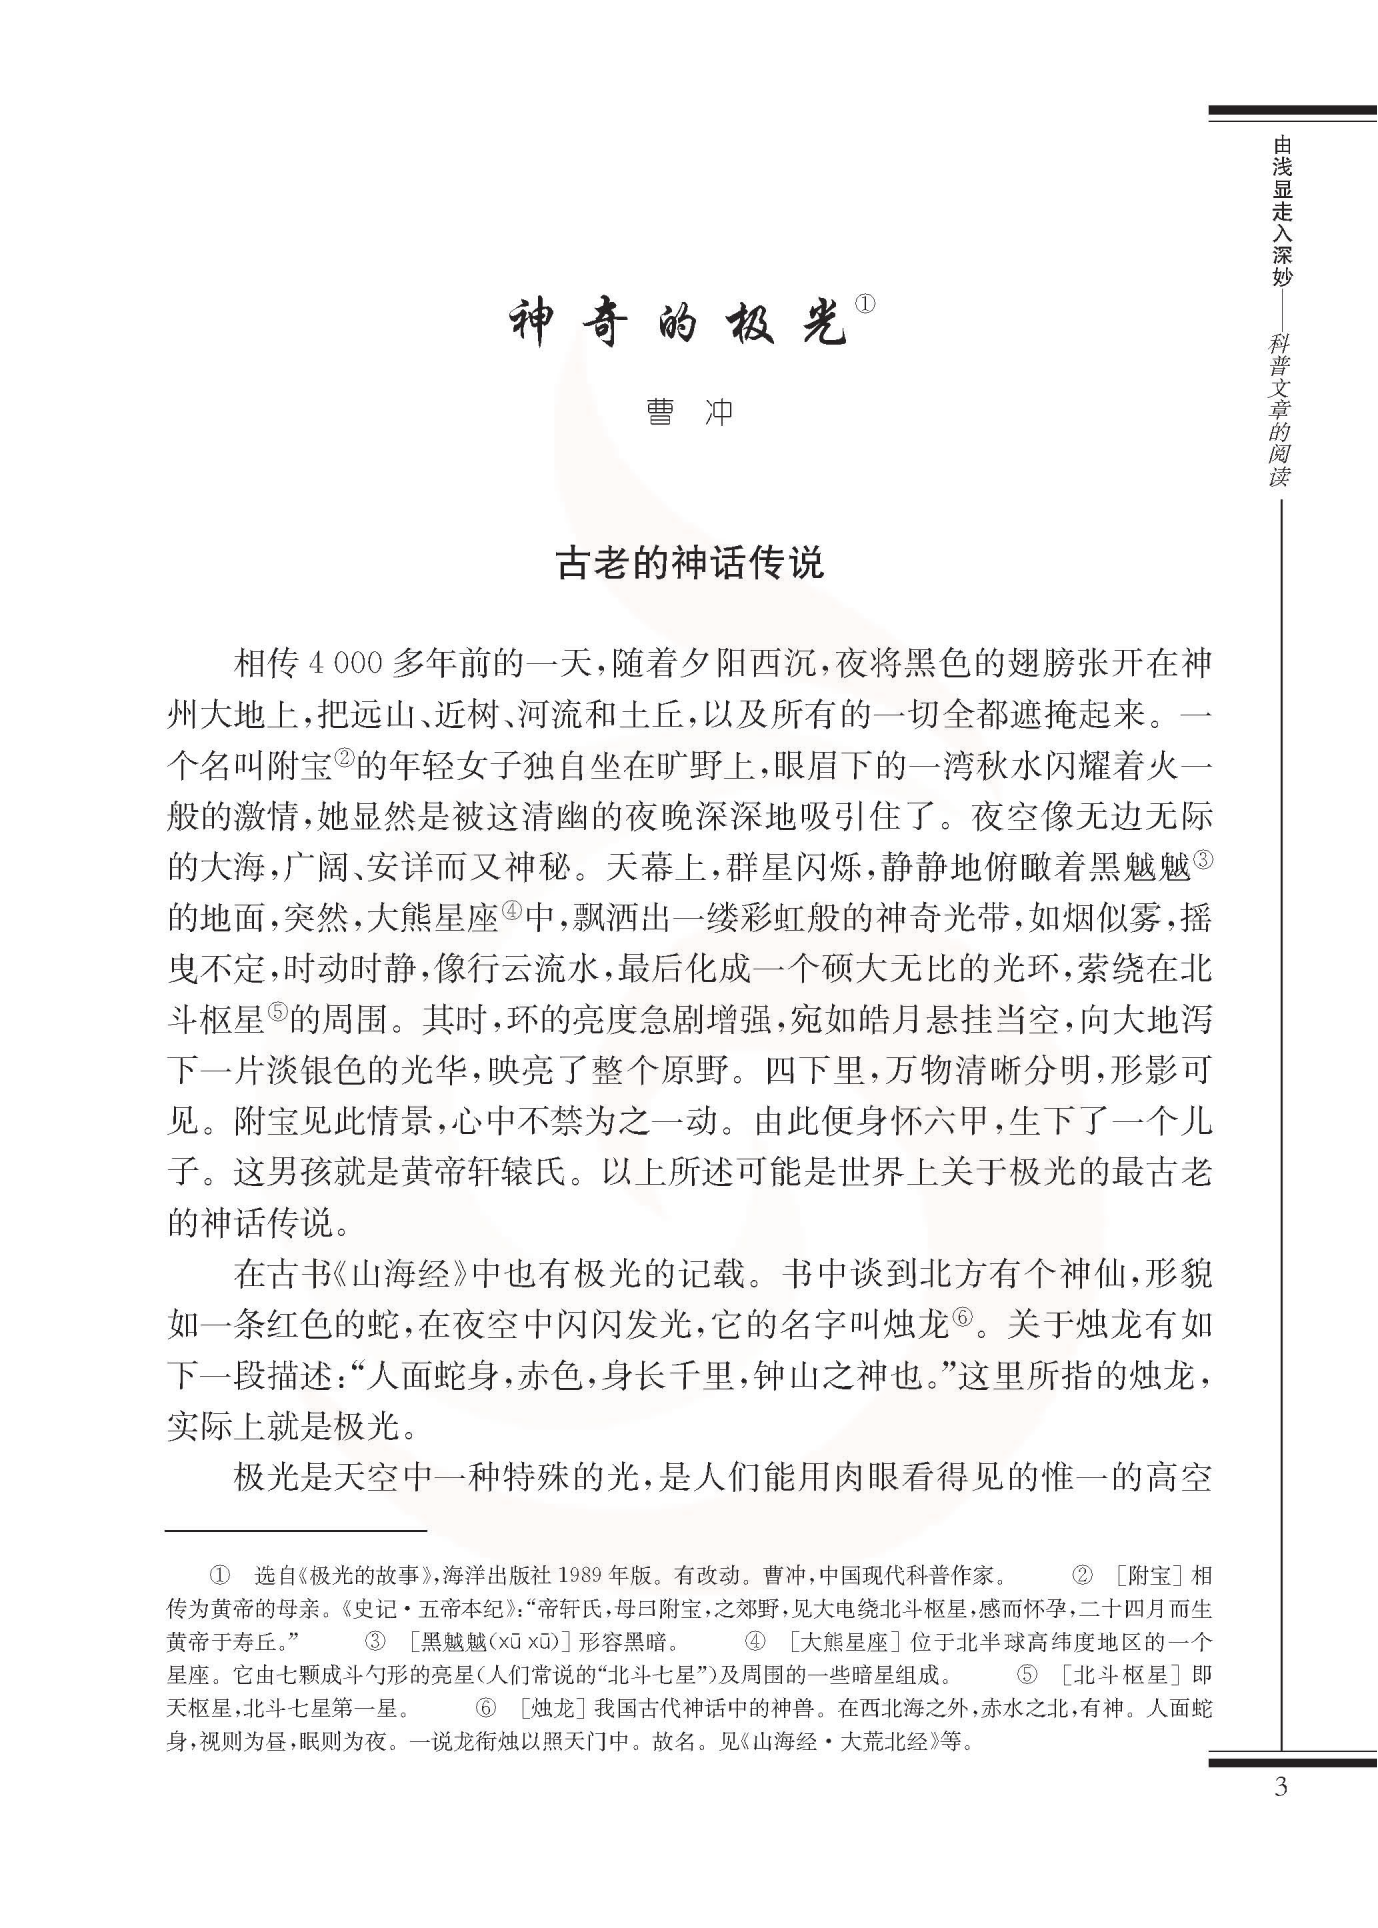 由浅显走入深妙——科普文章的阅读
神奇的极光①
曹 冲
古老的神话传说
相传 4 000 多年前的一天,随着夕阳西沉,夜将黑色的翅膀张开在神
州大地上,把远山、近树、河流和土丘,以及所有的一切全都遮掩起来。一
个名叫附宝②的年轻女子独自坐在旷野上,眼眉下的一湾秋水闪耀着火一
般的激情,她显然是被这清幽的夜晚深深地吸引住了。夜空像无边无际
的大海,广阔、安详而又神秘。天幕上,群星闪烁,静静地俯瞰着黑魆魆③
的地面,突然,大熊星座④中,飘洒出一缕彩虹般的神奇光带,如烟似雾,摇
曳不定,时动时静,像行云流水,最后化成一个硕大无比的光环,萦绕在北
斗枢星⑤的周围。其时,环的亮度急剧增强,宛如皓月悬挂当空,向大地泻
下一片淡银色的光华,映亮了整个原野。四下里,万物清晰分明,形影可
见。附宝见此情景,心中不禁为之一动。由此便身怀六甲,生下了一个儿
子。这男孩就是黄帝轩辕氏。以上所述可能是世界上关于极光的最古老
的神话传说。
在古书《山海经》中也有极光的记载。书中谈到北方有个神仙,形貌
如一条红色的蛇,在夜空中闪闪发光,它的名字叫烛龙⑥。关于烛龙有如
下一段描述:“人面蛇身,赤色,身长千里,钟山之神也。”这里所指的烛龙,
实际上就是极光。
极光是天空中一种特殊的光,是人们能用肉眼看得见的惟一的高空
① 选自《极光的故事》,海洋出版社 1989 年版。有改动。曹冲,中国现代科普作家。 ② [附宝] 相
传为黄帝的母亲。《史记·五帝本纪》:“帝轩氏,母曰附宝,之郊野,见大电绕北斗枢星,感而怀孕,二十四月而生
黄帝于寿丘。” ③ [黑魆魆(xū xū)] 形容黑暗。 ④ [大熊星座] 位于北半球高纬度地区的一个
星座。它由七颗成斗勺形的亮星(人们常说的“北斗七星”)及周围的一些暗星组成。 ⑤ [北斗枢星] 即
天枢星,北斗七星第一星。 ⑥ [烛龙] 我国古代神话中的神兽。在西北海之外,赤水之北,有神。人面蛇
身,视则为昼,眠则为夜。一说龙衔烛以照天门中。故名。见《山海经·大荒北经》等。
3